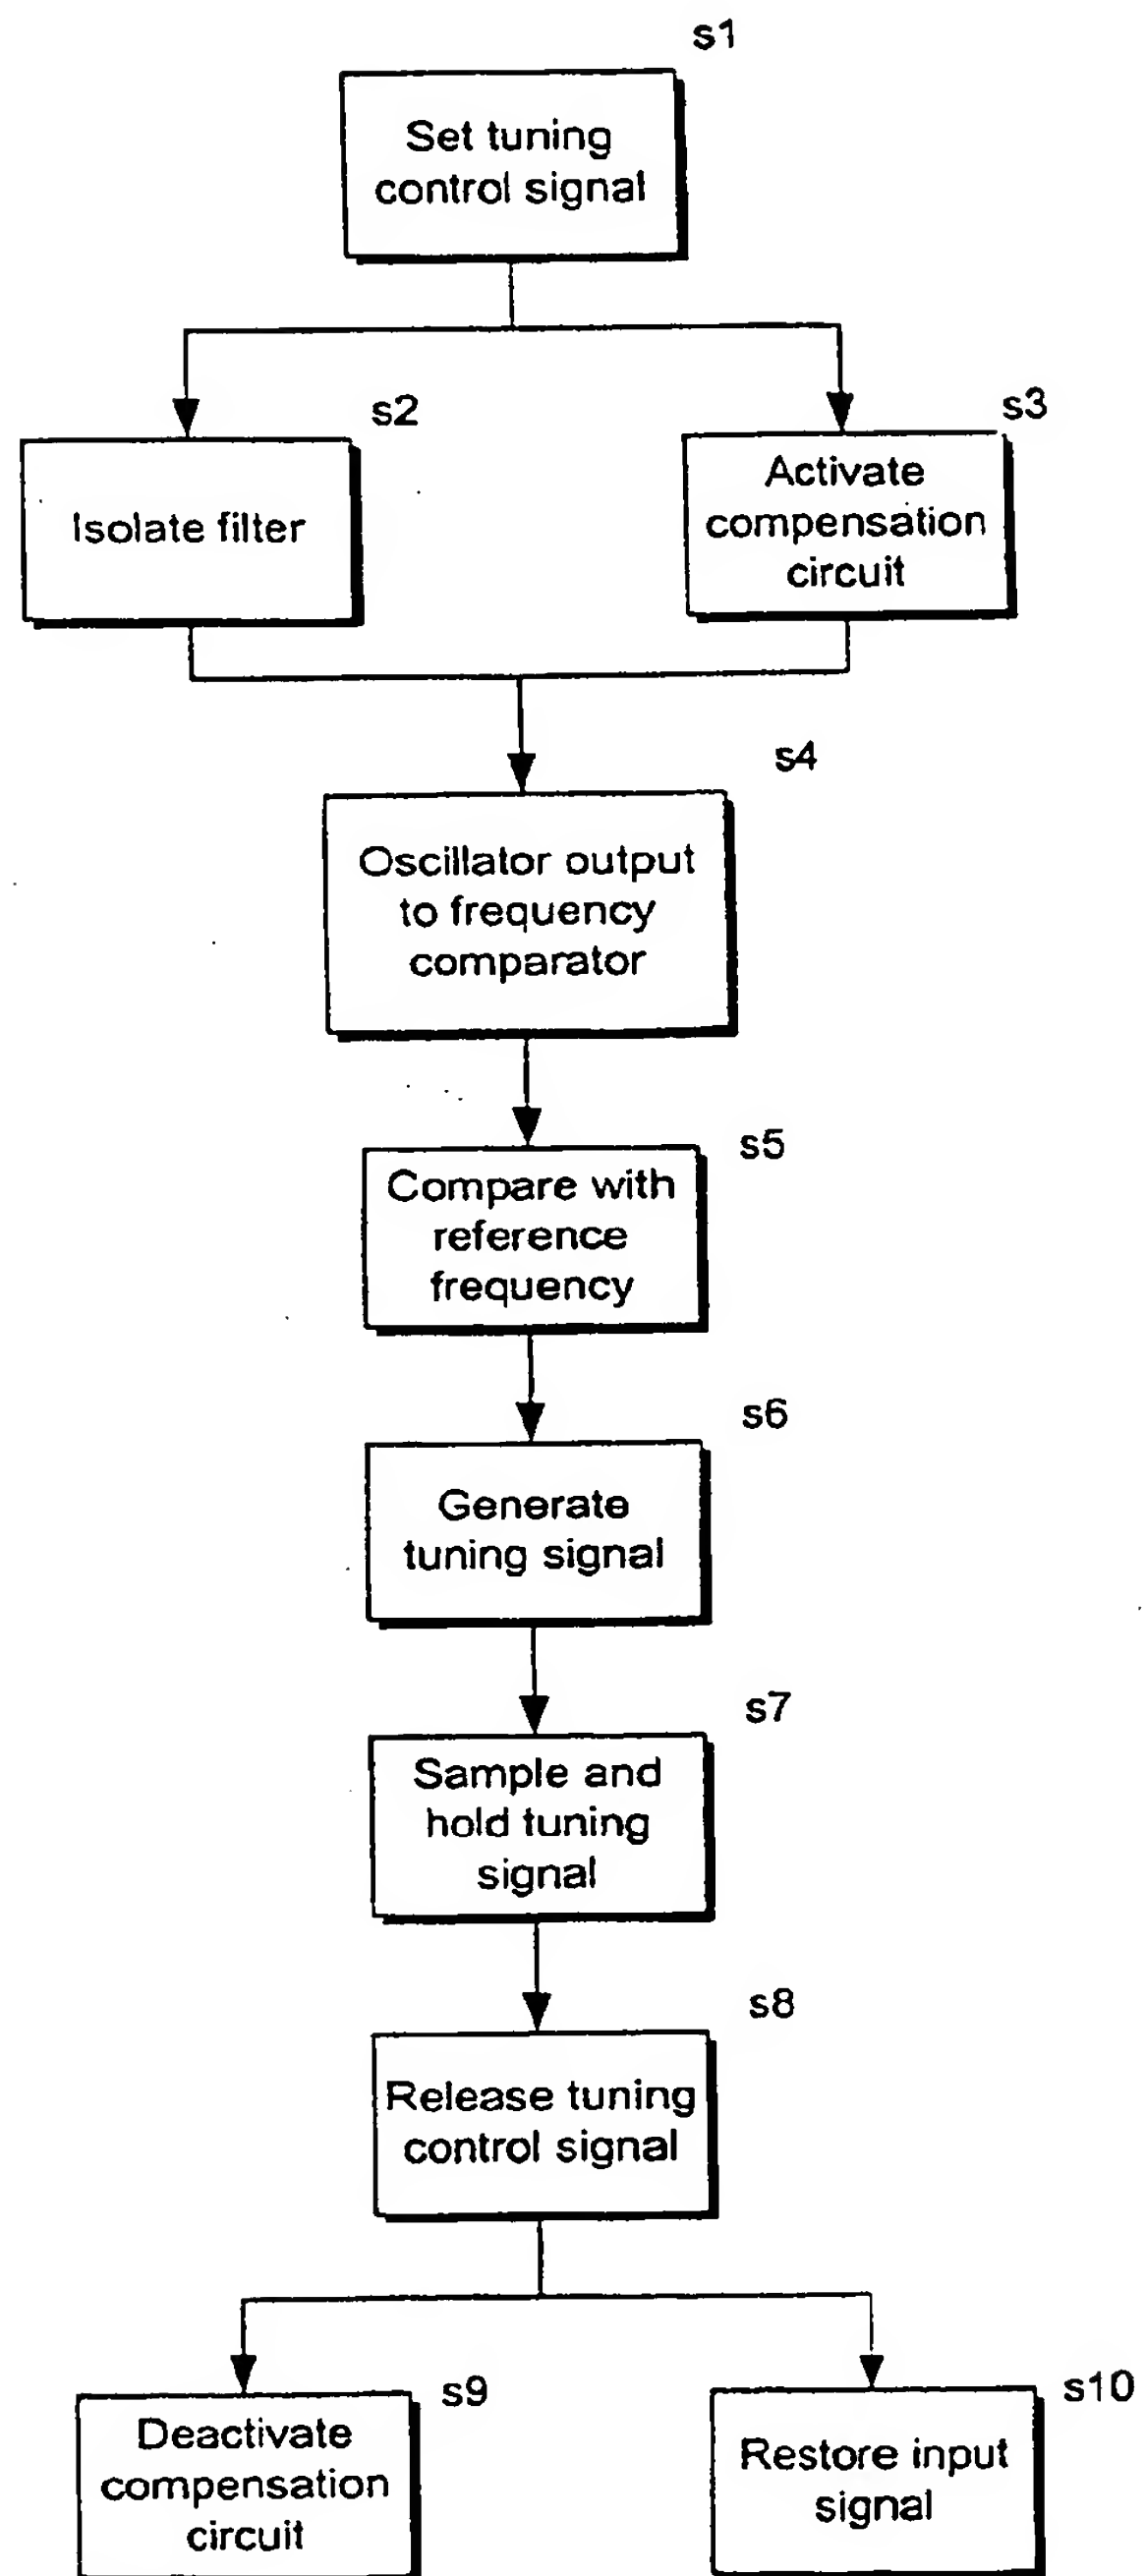 s1
Set tuning
control signal
s2
Isolate filter
s3
Activate
compensation
circuit
s4
Oscillator output
to frequency
comparator
s5
Compare with
reference
frequency
s6
Generate
tuning signal
s7
Sample and
hold tuning
signal
s8
Release tuning
control signal
s9
Deactivate
compensation
circuit
s10
Restore input
signal